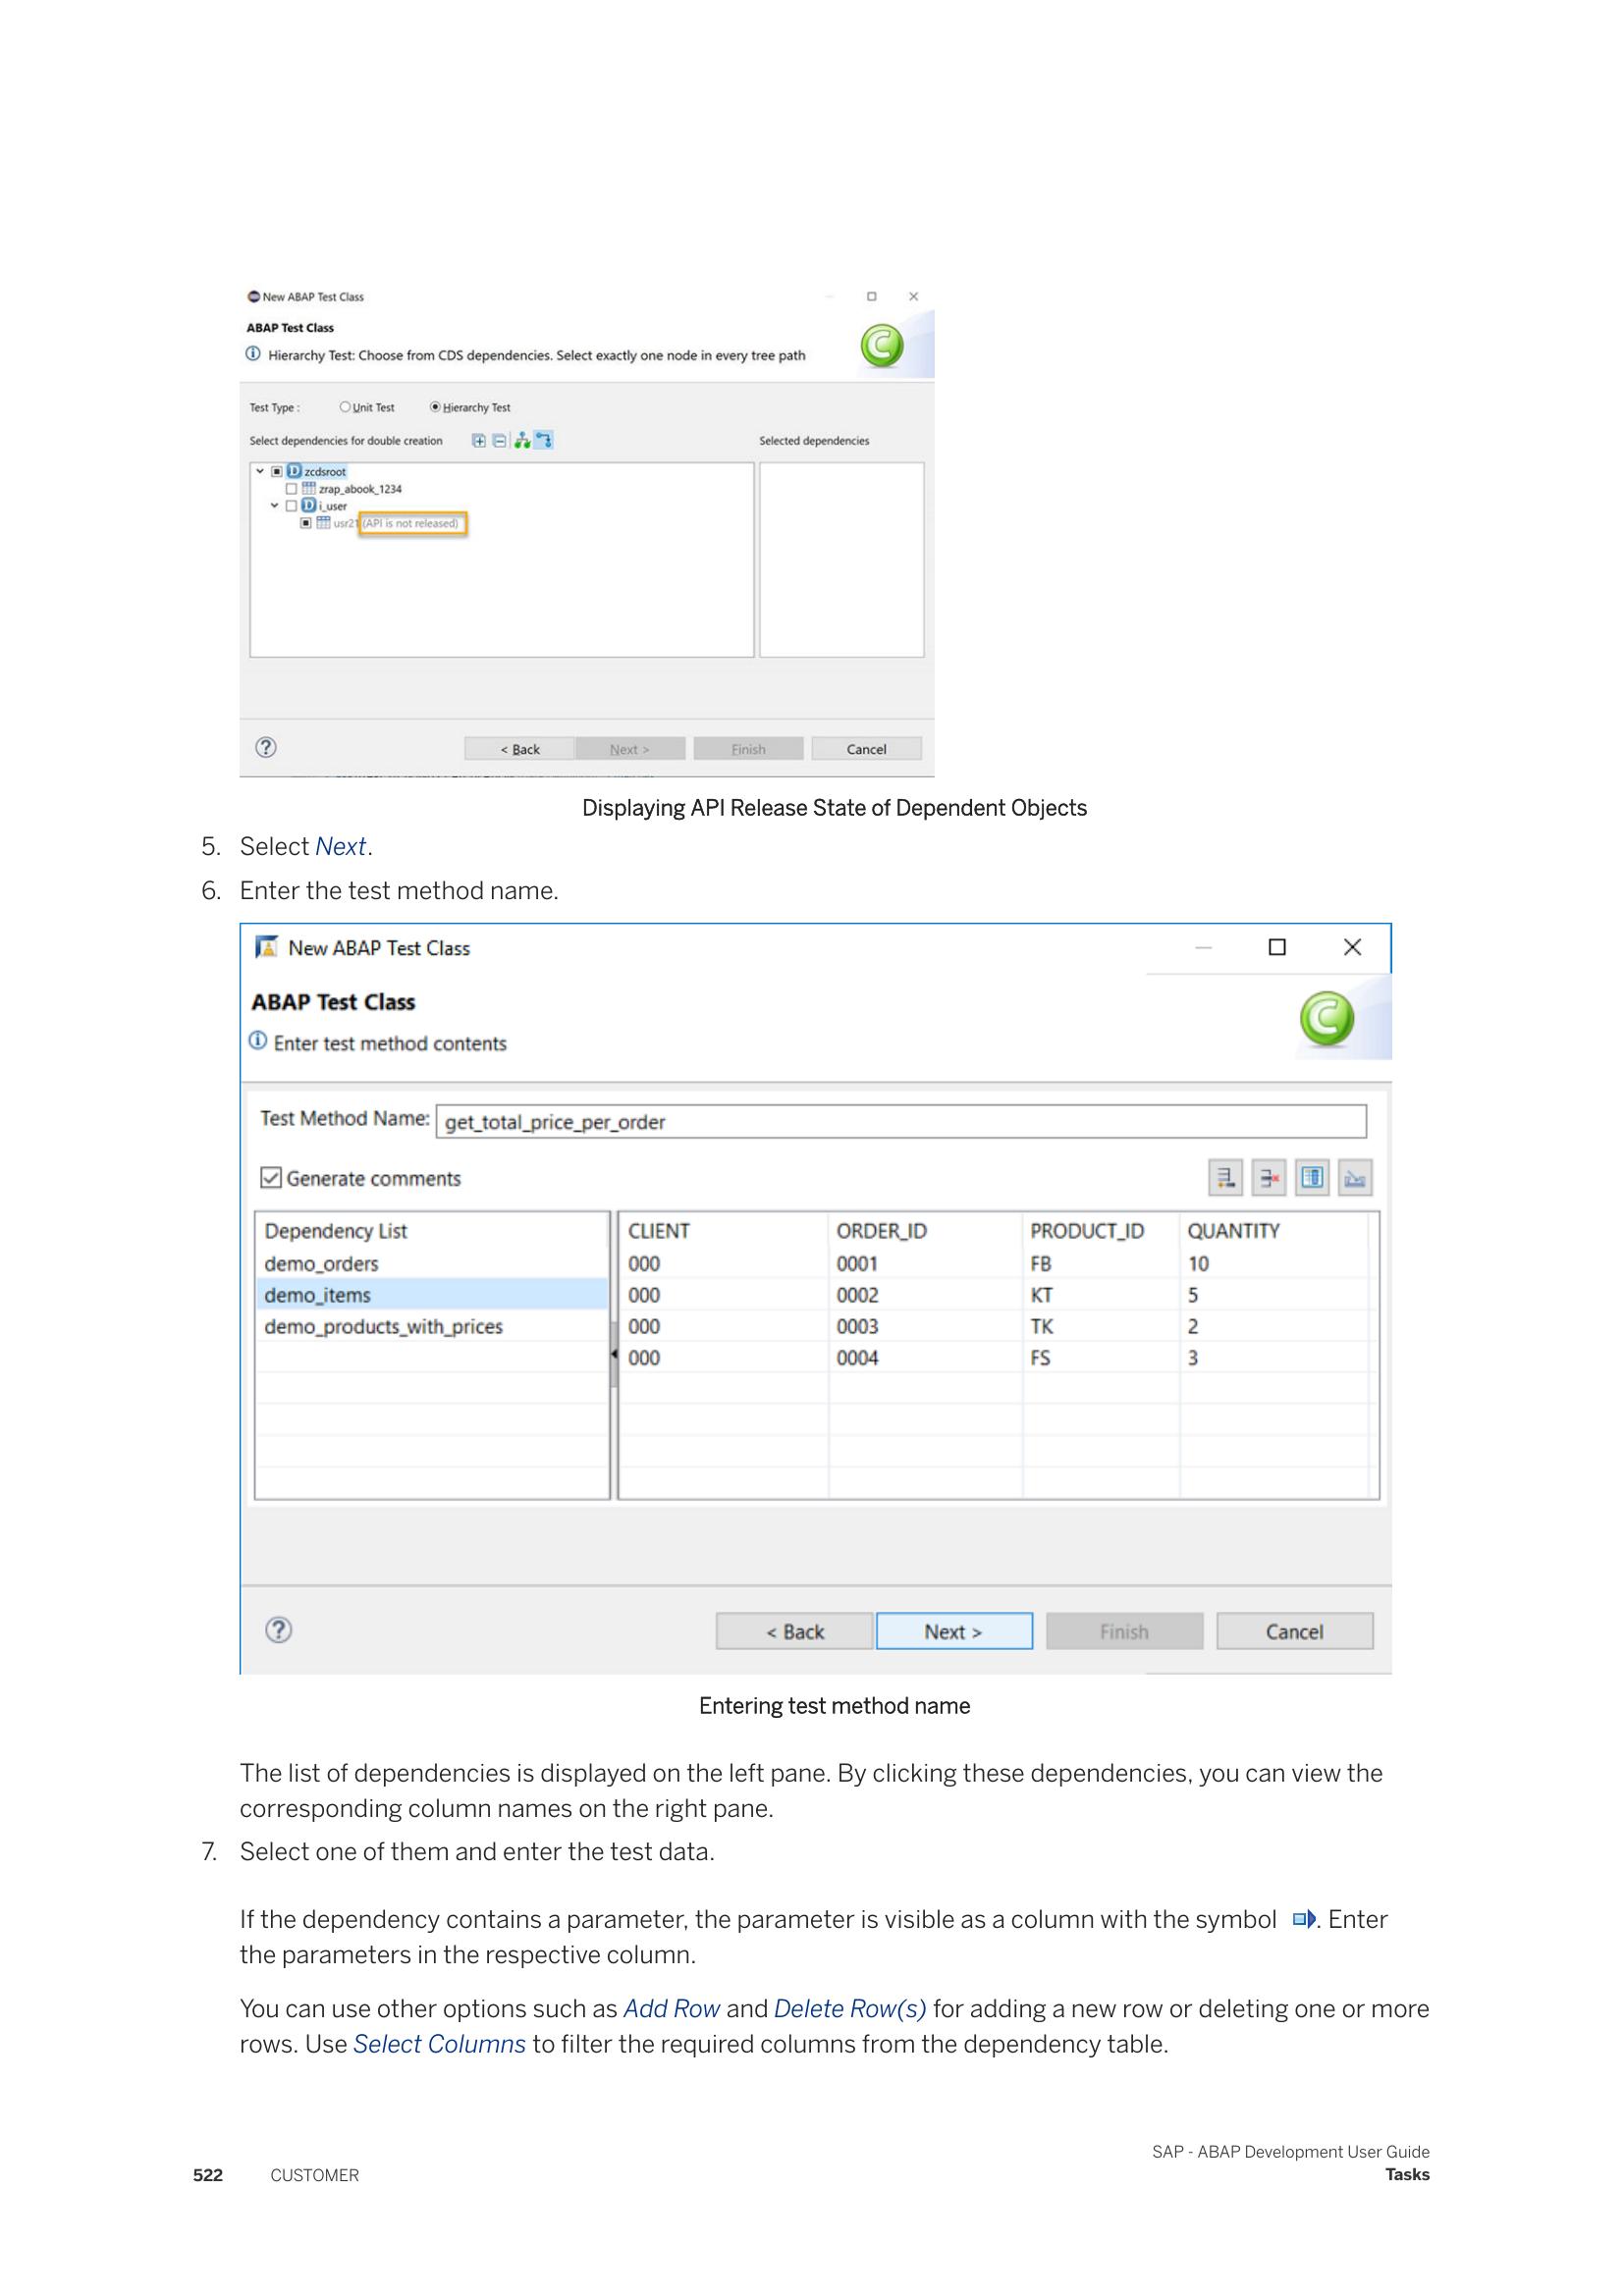 New ABAP Test Class
ABAP Test Class
Hierarchy Test: Choose from CDS dependencies. Select exactly one node in every tree path
Test Type : Unit Test Hierarchy Test
Select dependencies for double creation Selected dependencies
zcdsroot
zrap_abook_1234
i_user
usr21 (API is not released)
< Back Next > Finish Cancel
Displaying API Release State of Dependent Objects
5. Select Next.
6. Enter the test method name.
New ABAP Test Class
ABAP Test Class
Enter test method contents
Test Method Name: get_total_price_per_order
Generate comments
Dependency List CLIENT ORDER_ID PRODUCT_ID QUANTITY
demo_orders 000 0001 FB 10
demo_items 000 0002 KT 5
demo_products_with_prices 000 0003 TK 2
000 0004 FS 3
< Back Next > Finish Cancel
Entering test method name
The list of dependencies is displayed on the left pane. By clicking these dependencies, you can view the
corresponding column names on the right pane.
7. Select one of them and enter the test data.
If the dependency contains a parameter, the parameter is visible as a column with the symbol . Enter
the parameters in the respective column.
You can use other options such as Add Row and Delete Row(s) for adding a new row or deleting one or more
rows. Use Select Columns to filter the required columns from the dependency table.
SAP - ABAP Development User Guide
522 CUSTOMER Tasks